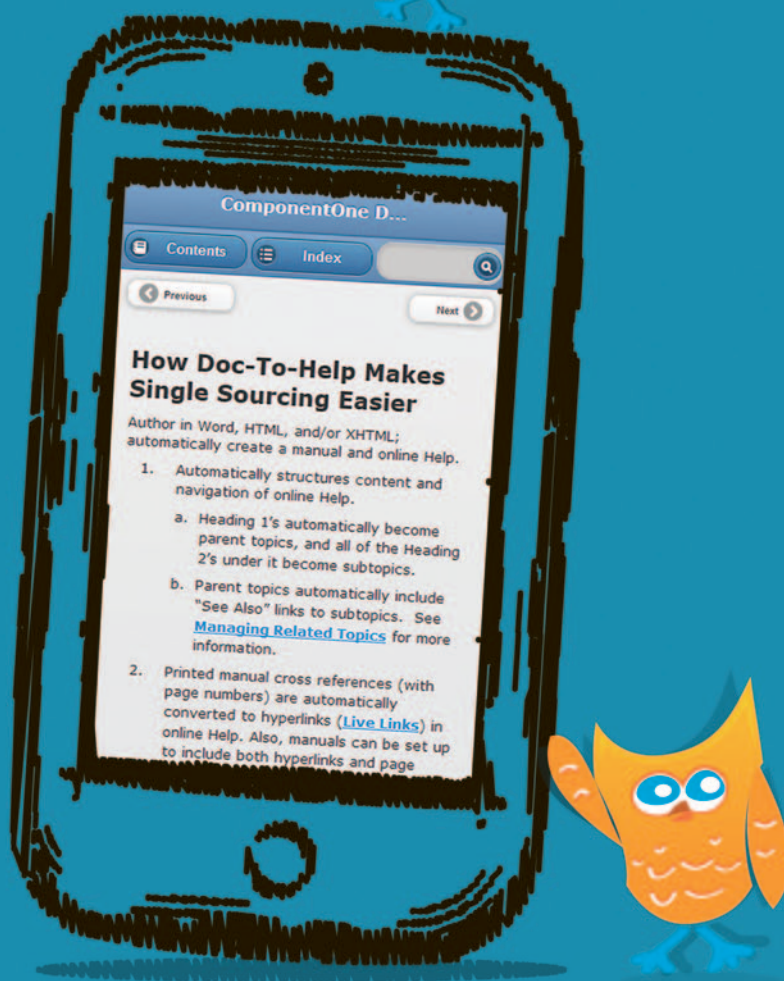 ComponentOne D...
Contents
Index
Previous
Next
How Doc-To-Help Makes
Single Sourcing Easier
Author in Word, HTML, and/or XHTML;
automatically create a manual and online Help.
1. Automatically structures content and
navigation of online Help.
a. Heading 1's automatically become
parent topics, and all of the Heading
2's under it become subtopics.
b. Parent topics automatically include
"See Also" links to subtopics. See
Managing Related Topics for more
information.
2. Printed manual cross references (with
page numbers) are automatically
converted to hyperlinks (Live Links) in
online Help. Also, manuals can be set up
to include both hyperlinks and page